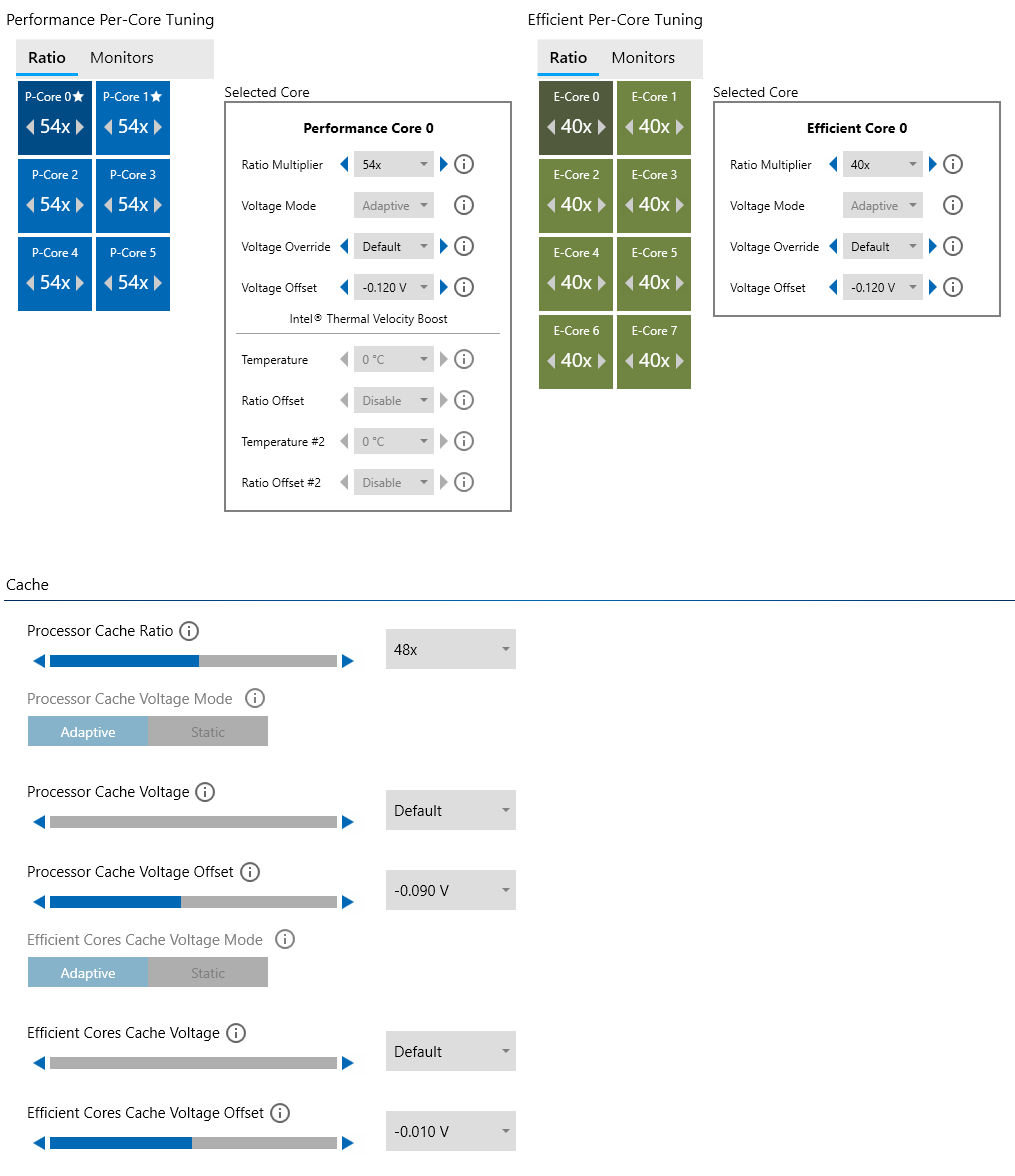 Performance Per-Core Tuning
Ratio Monitors
P-Core 0★ P-Core 1★
54x 54x
P-Core 2 P-Core 3
54x 54x
P-Core 4 P-Core 5
54x 54x
Selected Core
Performance Core 0
Ratio Multiplier 54x
Voltage Mode Adaptive
Voltage Override Default
Voltage Offset -0.120 V
Intel® Thermal Velocity Boost
Temperature 0 °C
Ratio Offset Disable
Temperature #2 0 °C
Ratio Offset #2 Disable
Efficient Per-Core Tuning
Ratio Monitors
E-Core 0 E-Core 1
40x 40x
E-Core 2 E-Core 3
40x 40x
E-Core 4 E-Core 5
40x 40x
E-Core 6 E-Core 7
40x 40x
Selected Core
Efficient Core 0
Ratio Multiplier 40x
Voltage Mode Adaptive
Voltage Override Default
Voltage Offset -0.120 V
Cache
Processor Cache Ratio
48x
Processor Cache Voltage Mode
Adaptive Static
Processor Cache Voltage
Default
Processor Cache Voltage Offset
-0.090 V
Efficient Cores Cache Voltage Mode
Adaptive Static
Efficient Cores Cache Voltage
Default
Efficient Cores Cache Voltage Offset
-0.010 V